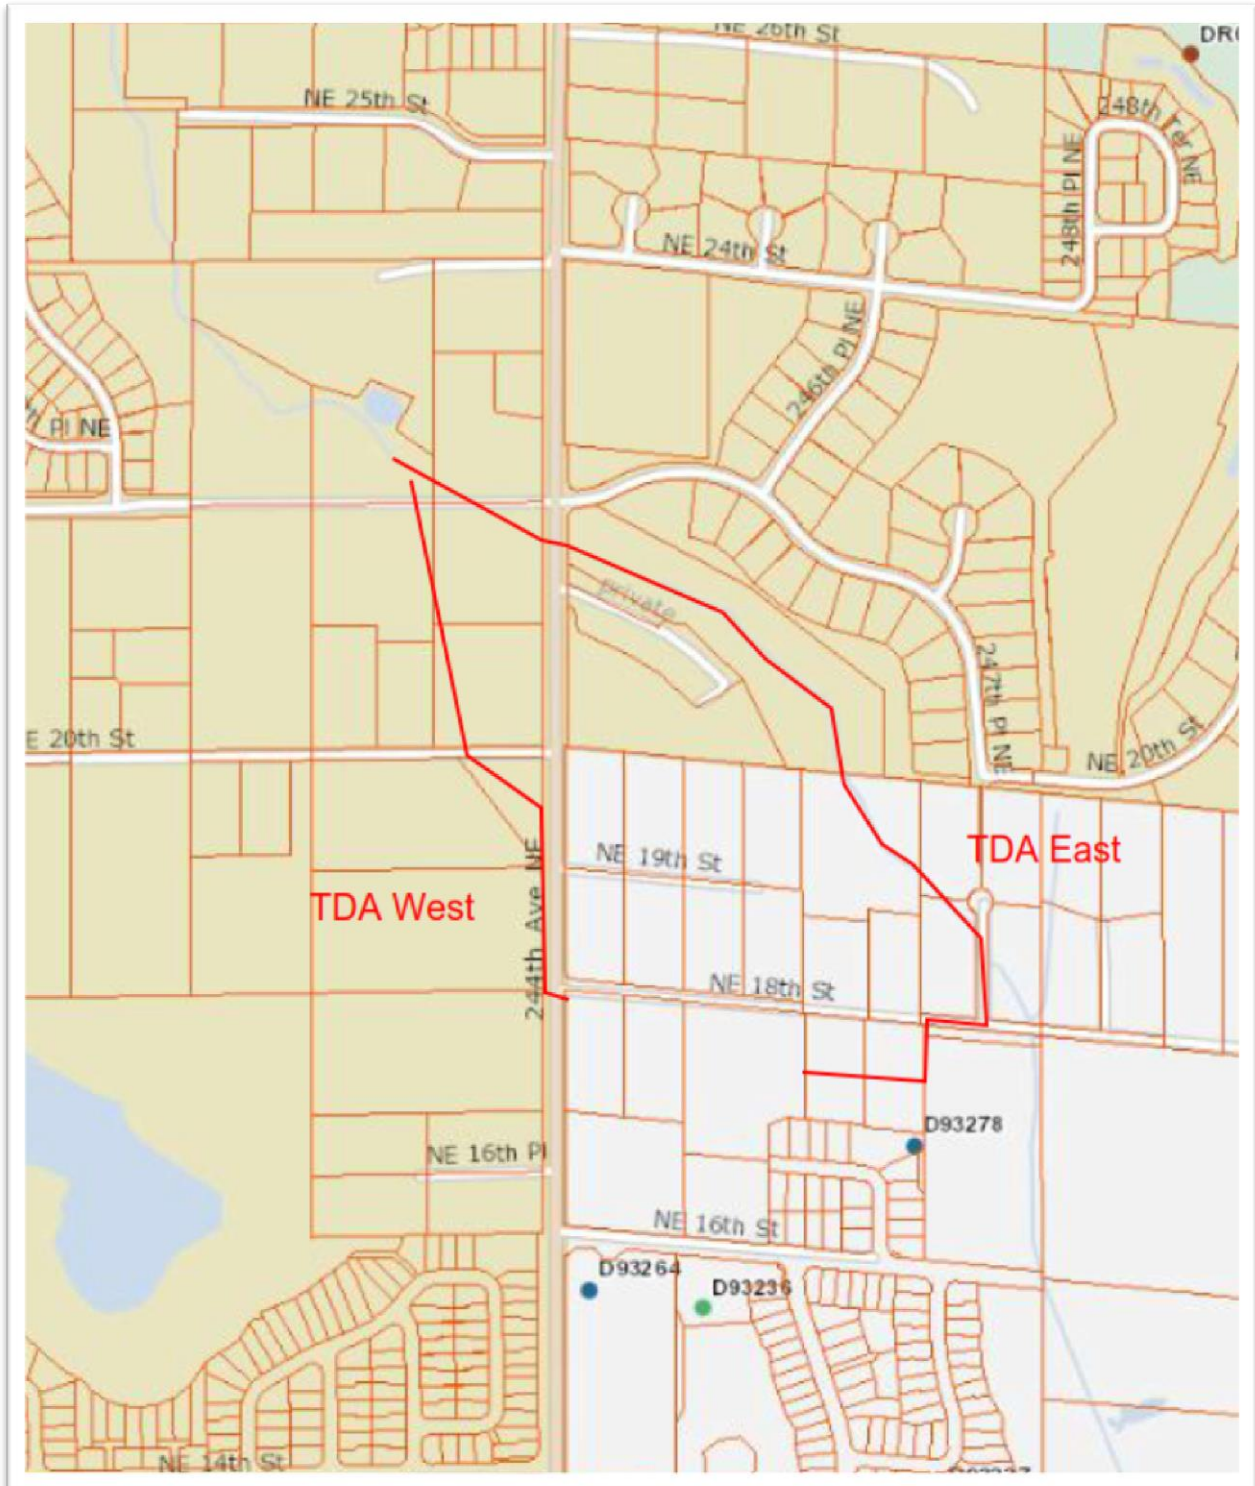 NE 26th St
DR
NE 25th St
248th Ter NE
248th Pl NE
NE 24th St
246th Pl NE
Pl NE
private
247th Pl NE
E 20th St
NE 20th St
NE 19th St
TDA East
TDA West
244th Ave NE
NE 18th St
D93278
NE 16th Pl
NE 16th St
D93264
D93236
NE 14th St